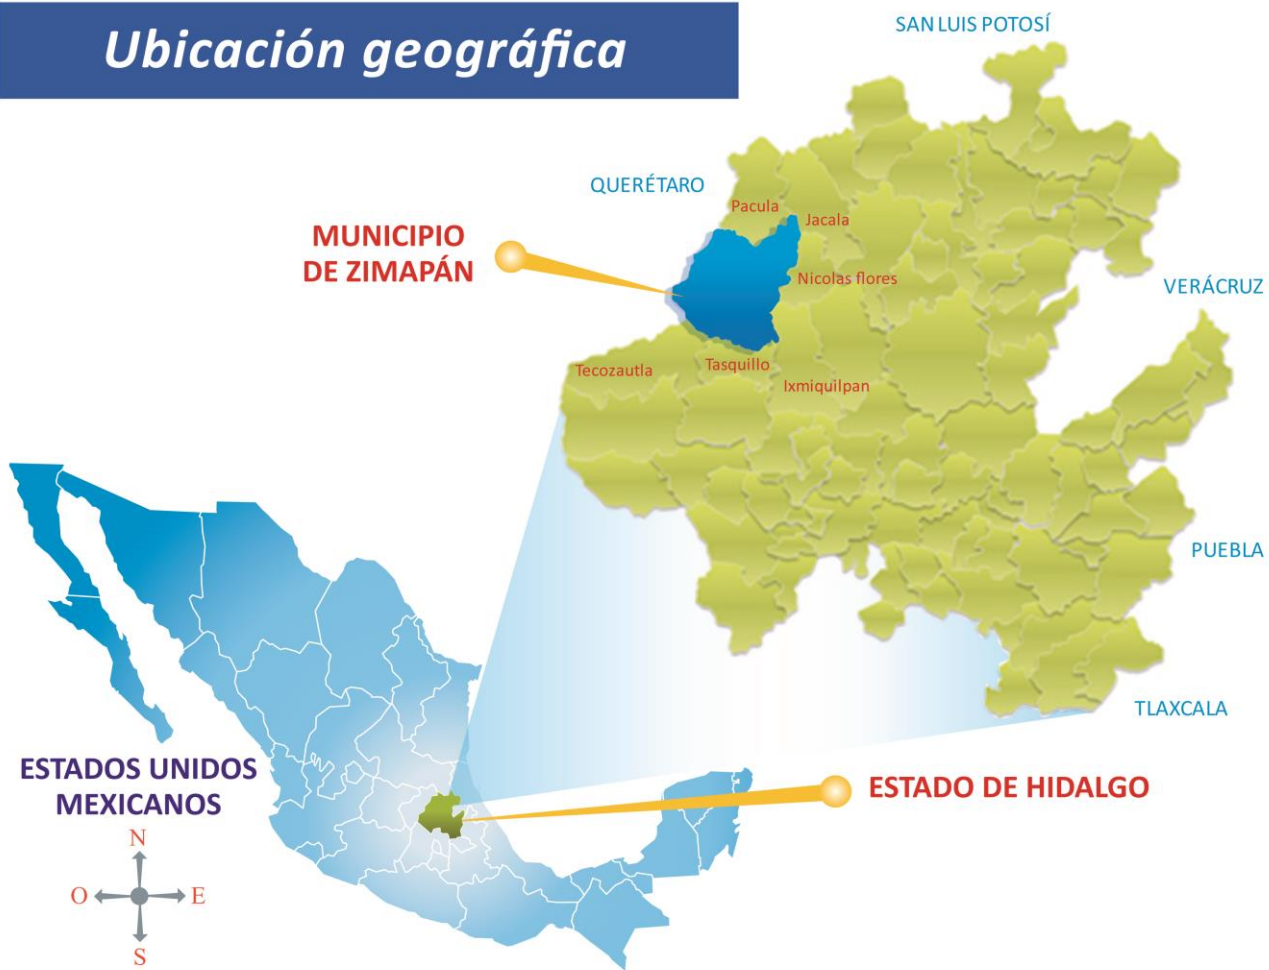 Ubicación geográfica
SAN LUIS POTOSÍ
QUERÉTARO
Pacula
Jacala
MUNICIPIO
DE ZIMAPÁN
Nicolas flores
VERÁCRUZ
Tecozautla
Tasquillo
Ixmiquilpan
PUEBLA
TLAXCALA
ESTADOS UNIDOS
MEXICANOS
ESTADO DE HIDALGO
N
O
E
S